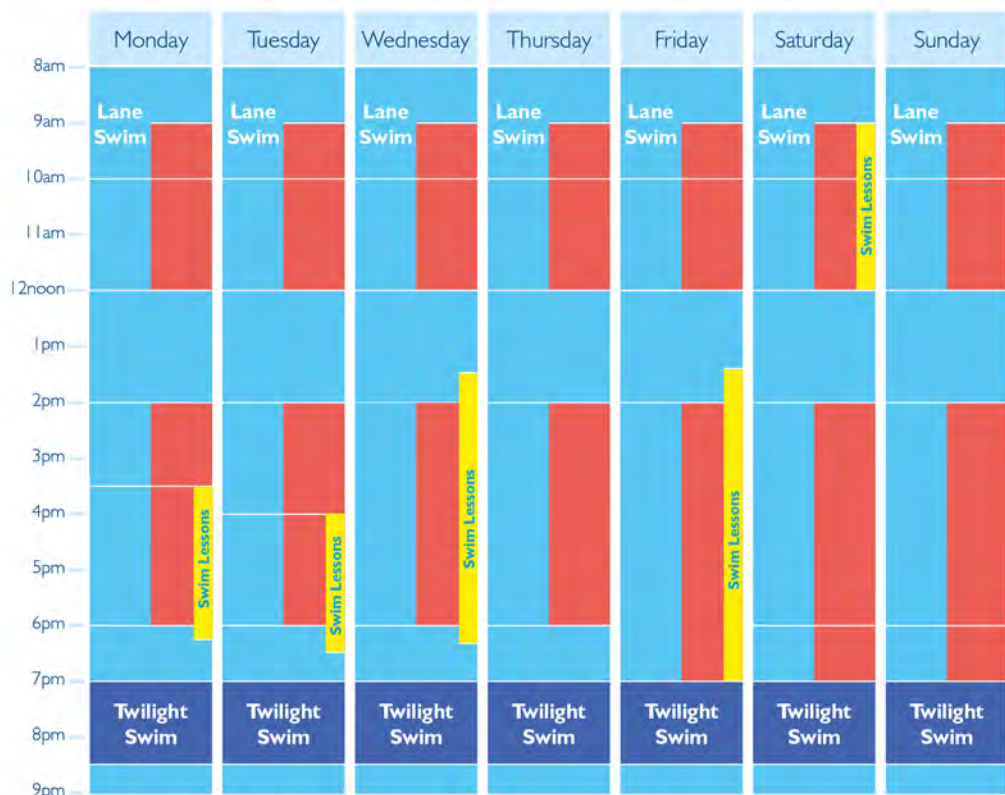 Monday Tuesday Wednesday Thursday Friday Saturday Sunday
8am
Lane Lane Lane Lane Lane Lane Lane
9am
Swim Swim Swim Swim Swim Swim Swim
10am
Swim Lessons
11am
12noon
1pm
2pm
3pm
4pm
Swim Lessons
Swim Lessons
Swim Lessons
Swim Lessons
5pm
6pm
7pm
Twilight Twilight Twilight Twilight Twilight Twilight Twilight
Swim Swim Swim Swim Swim Swim Swim
8pm
9pm